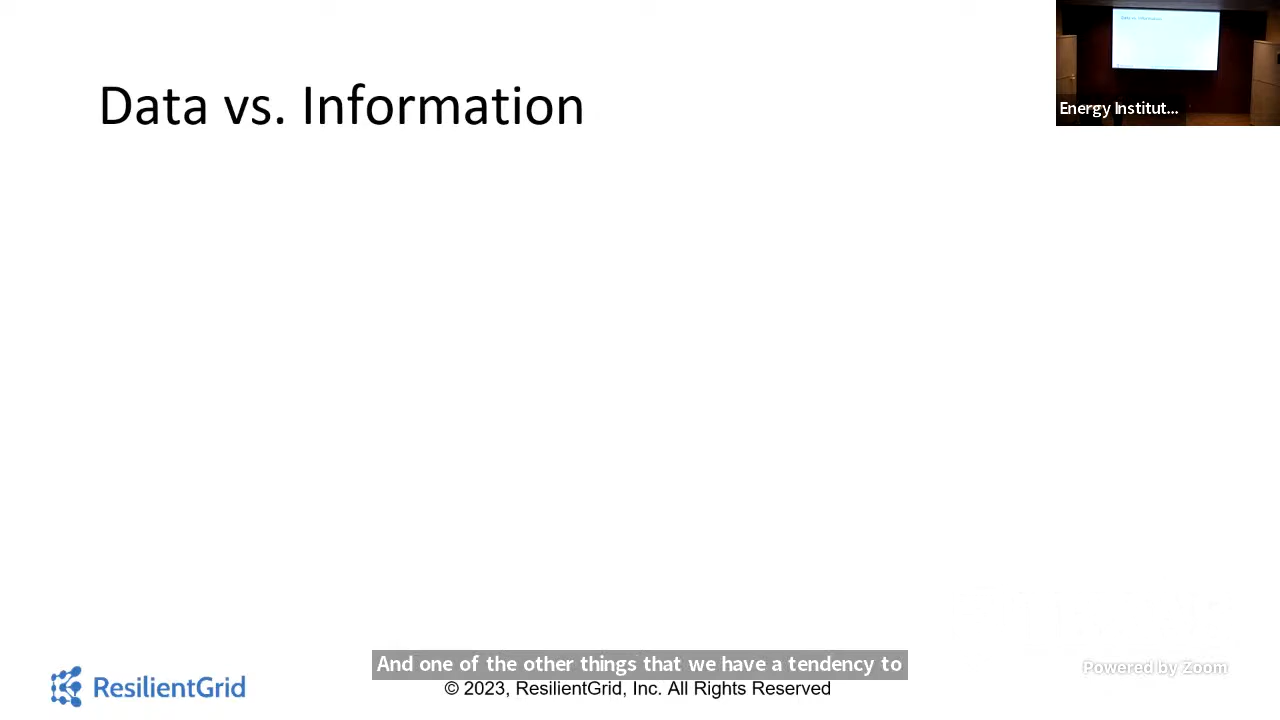 Data vs. Information
Energy Institut...
And one of the other things that we have a tendency to
Powered by Zoom
ResilientGrid
© 2023, ResilientGrid, Inc. All Rights Reserved